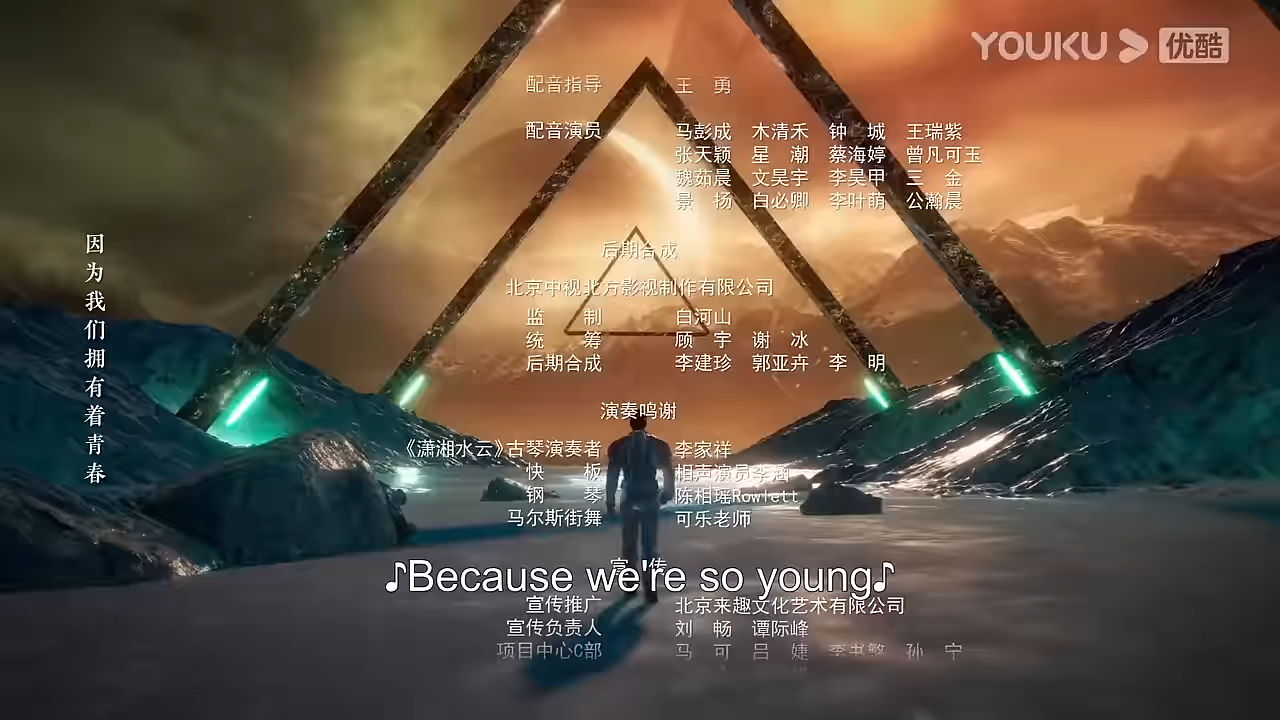 YOUKU 优酷
配音指导 王 勇
配音演员 马彭成 木清禾 钟 城 王瑞紫
张天颖 星 潮 蔡海婷 曾凡可玉
魏茹晨 文昊宇 李昊甲 三 金
景 扬 白必卿 李叶萌 公瀚晨
因为我们拥有着青春
后期合成
北京中视北方影视制作有限公司
监 制 白河山
统 筹 顾 宇 谢 冰
后期合成 李建珍 郭亚卉 李 明
演奏鸣谢
《潇湘水云》古琴演奏者 李家祥
快 板 相声演员李涵
钢 琴 陈相瑶Rowlett
马尔斯街舞 可乐老师
宣 传
♪Because we're so young♪
宣传推广 北京来趣文化艺术有限公司
宣传负责人 刘 畅 谭际峰
项目中心C部 马 可 吕 婕 李书繁 孙 宁